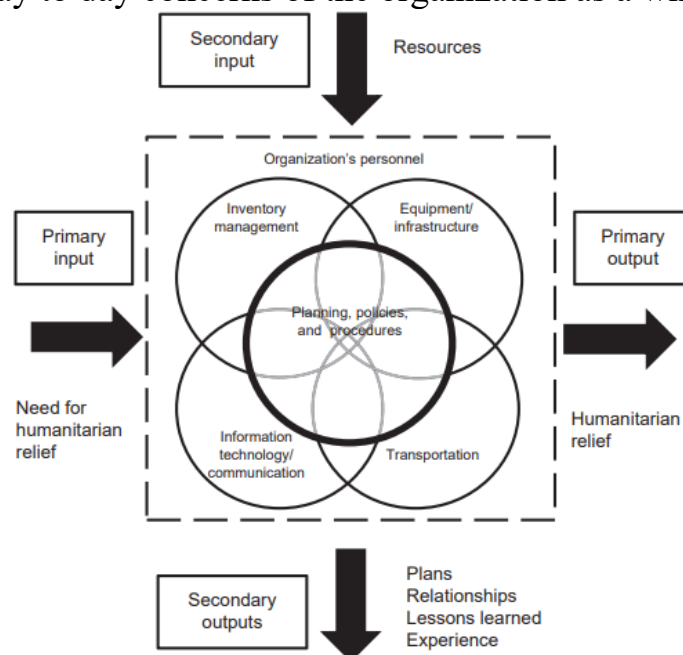 ay to day concerns of the organization as a wh
Secondary
input
Resources
Organization's personnel
Inventory
management
Equipment/
infrastructure
Primary
input
Primary
output
Planning, policies,
and procedures
Need for
humanitarian
relief
Humanitarian
relief
Information
technology/
communication
Transportation
Secondary
outputs
Plans
Relationships
Lessons learned
Experience